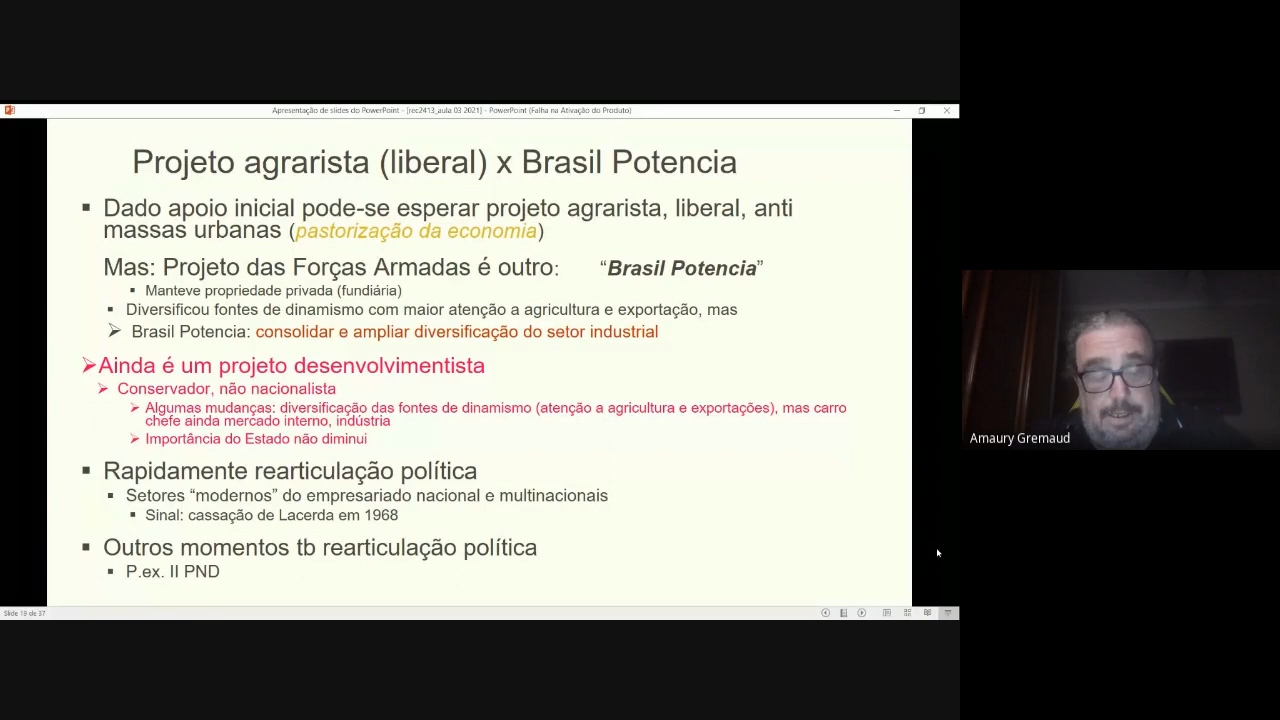 Apresentação de slides do PowerPoint - [rec2413_aula 03 2021] - PowerPoint (Falha na Ativação do Produto)
Projeto agrarista (liberal) x Brasil Potencia
Dado apoio inicial pode-se esperar projeto agrarista, liberal, anti
massas urbanas (pastorização da economia)
Mas: Projeto das Forças Armadas é outro: “Brasil Potencia”
Manteve propriedade privada (fundiária)
Diversificou fontes de dinamismo com maior atenção a agricultura e exportação, mas
Brasil Potencia: consolidar e ampliar diversificação do setor industrial
Ainda é um projeto desenvolvimentista
Conservador, não nacionalista
Algumas mudanças: diversificação das fontes de dinamismo (atenção a agricultura e exportações), mas carro
chefe ainda mercado interno, indústria
Importância do Estado não diminui
Rapidamente rearticulação política
Setores “modernos” do empresariado nacional e multinacionais
Sinal: cassação de Lacerda em 1968
Outros momentos tb rearticulação política
P.ex. II PND
Slide 19 de 37
Amaury Gremaud